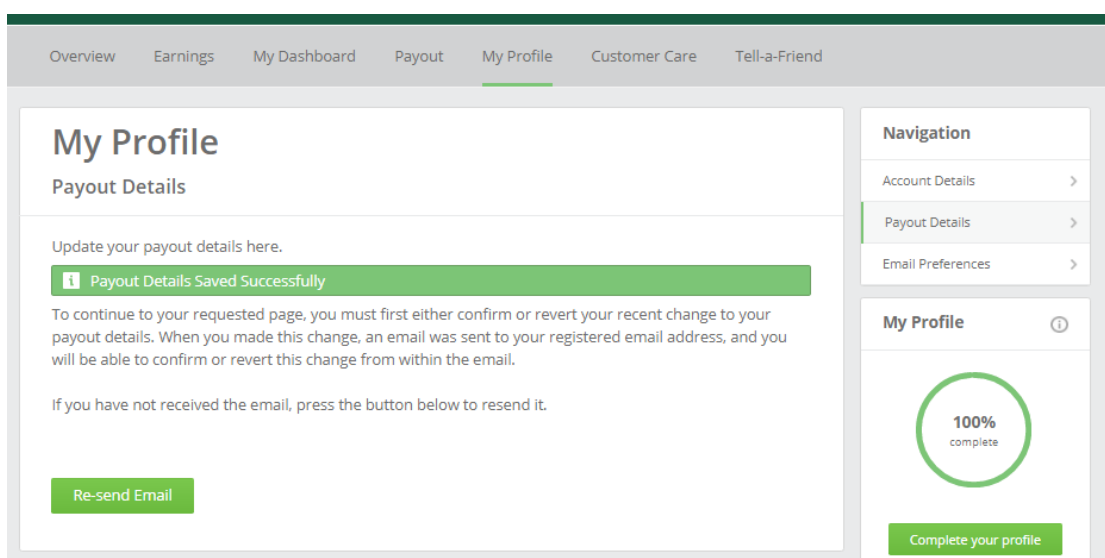 Overview Earnings My Dashboard Payout My Profile Customer Care Tell-a-Friend
My Profile
Payout Details
Update your payout details here.
i Payout Details Saved Successfully
To continue to your requested page, you must first either confirm or revert your recent change to your
payout details. When you made this change, an email was sent to your registered email address, and you
will be able to confirm or revert this change from within the email.
If you have not received the email, press the button below to resend it.
Re-send Email
Navigation
Account Details
Payout Details
Email Preferences
My Profile i
100%
complete
Complete your profile